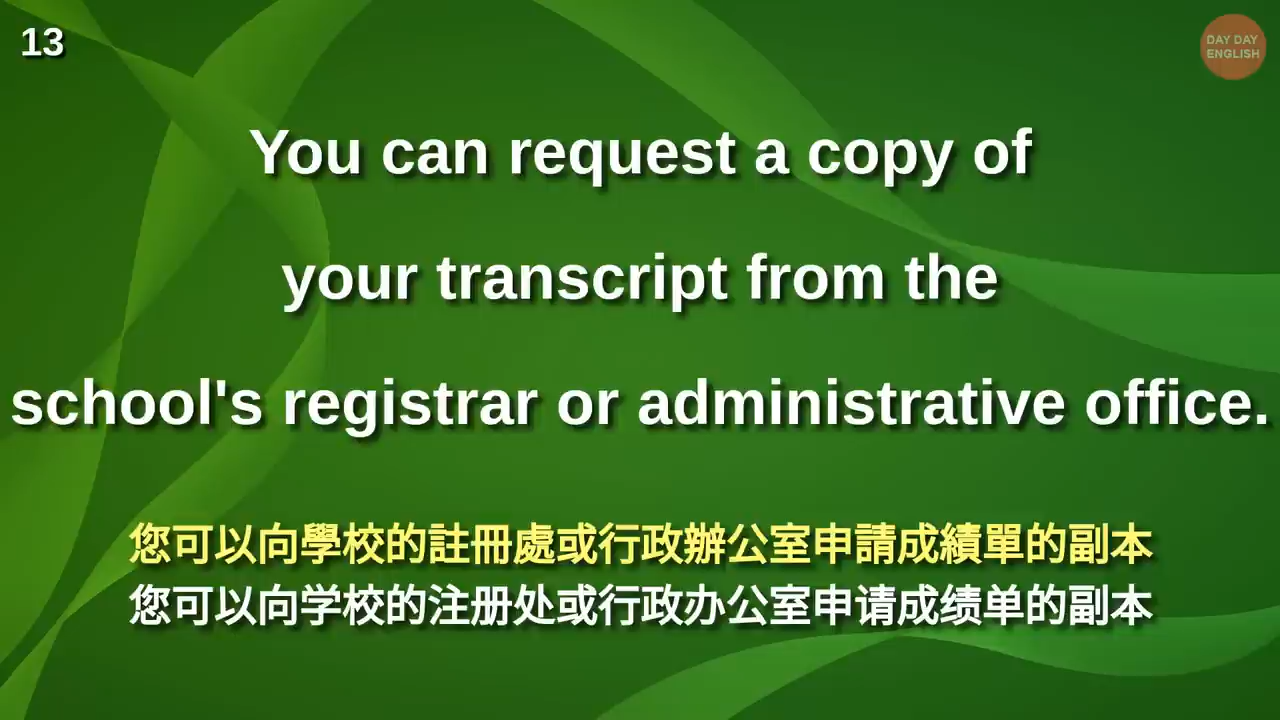 13
DAY DAY
ENGLISH
You can request a copy of
your transcript from the
school's registrar or administrative office.
您可以向學校的註冊處或行政辦公室申請成績單的副本
您可以向学校的注册处或行政办公室申请成绩单的副本